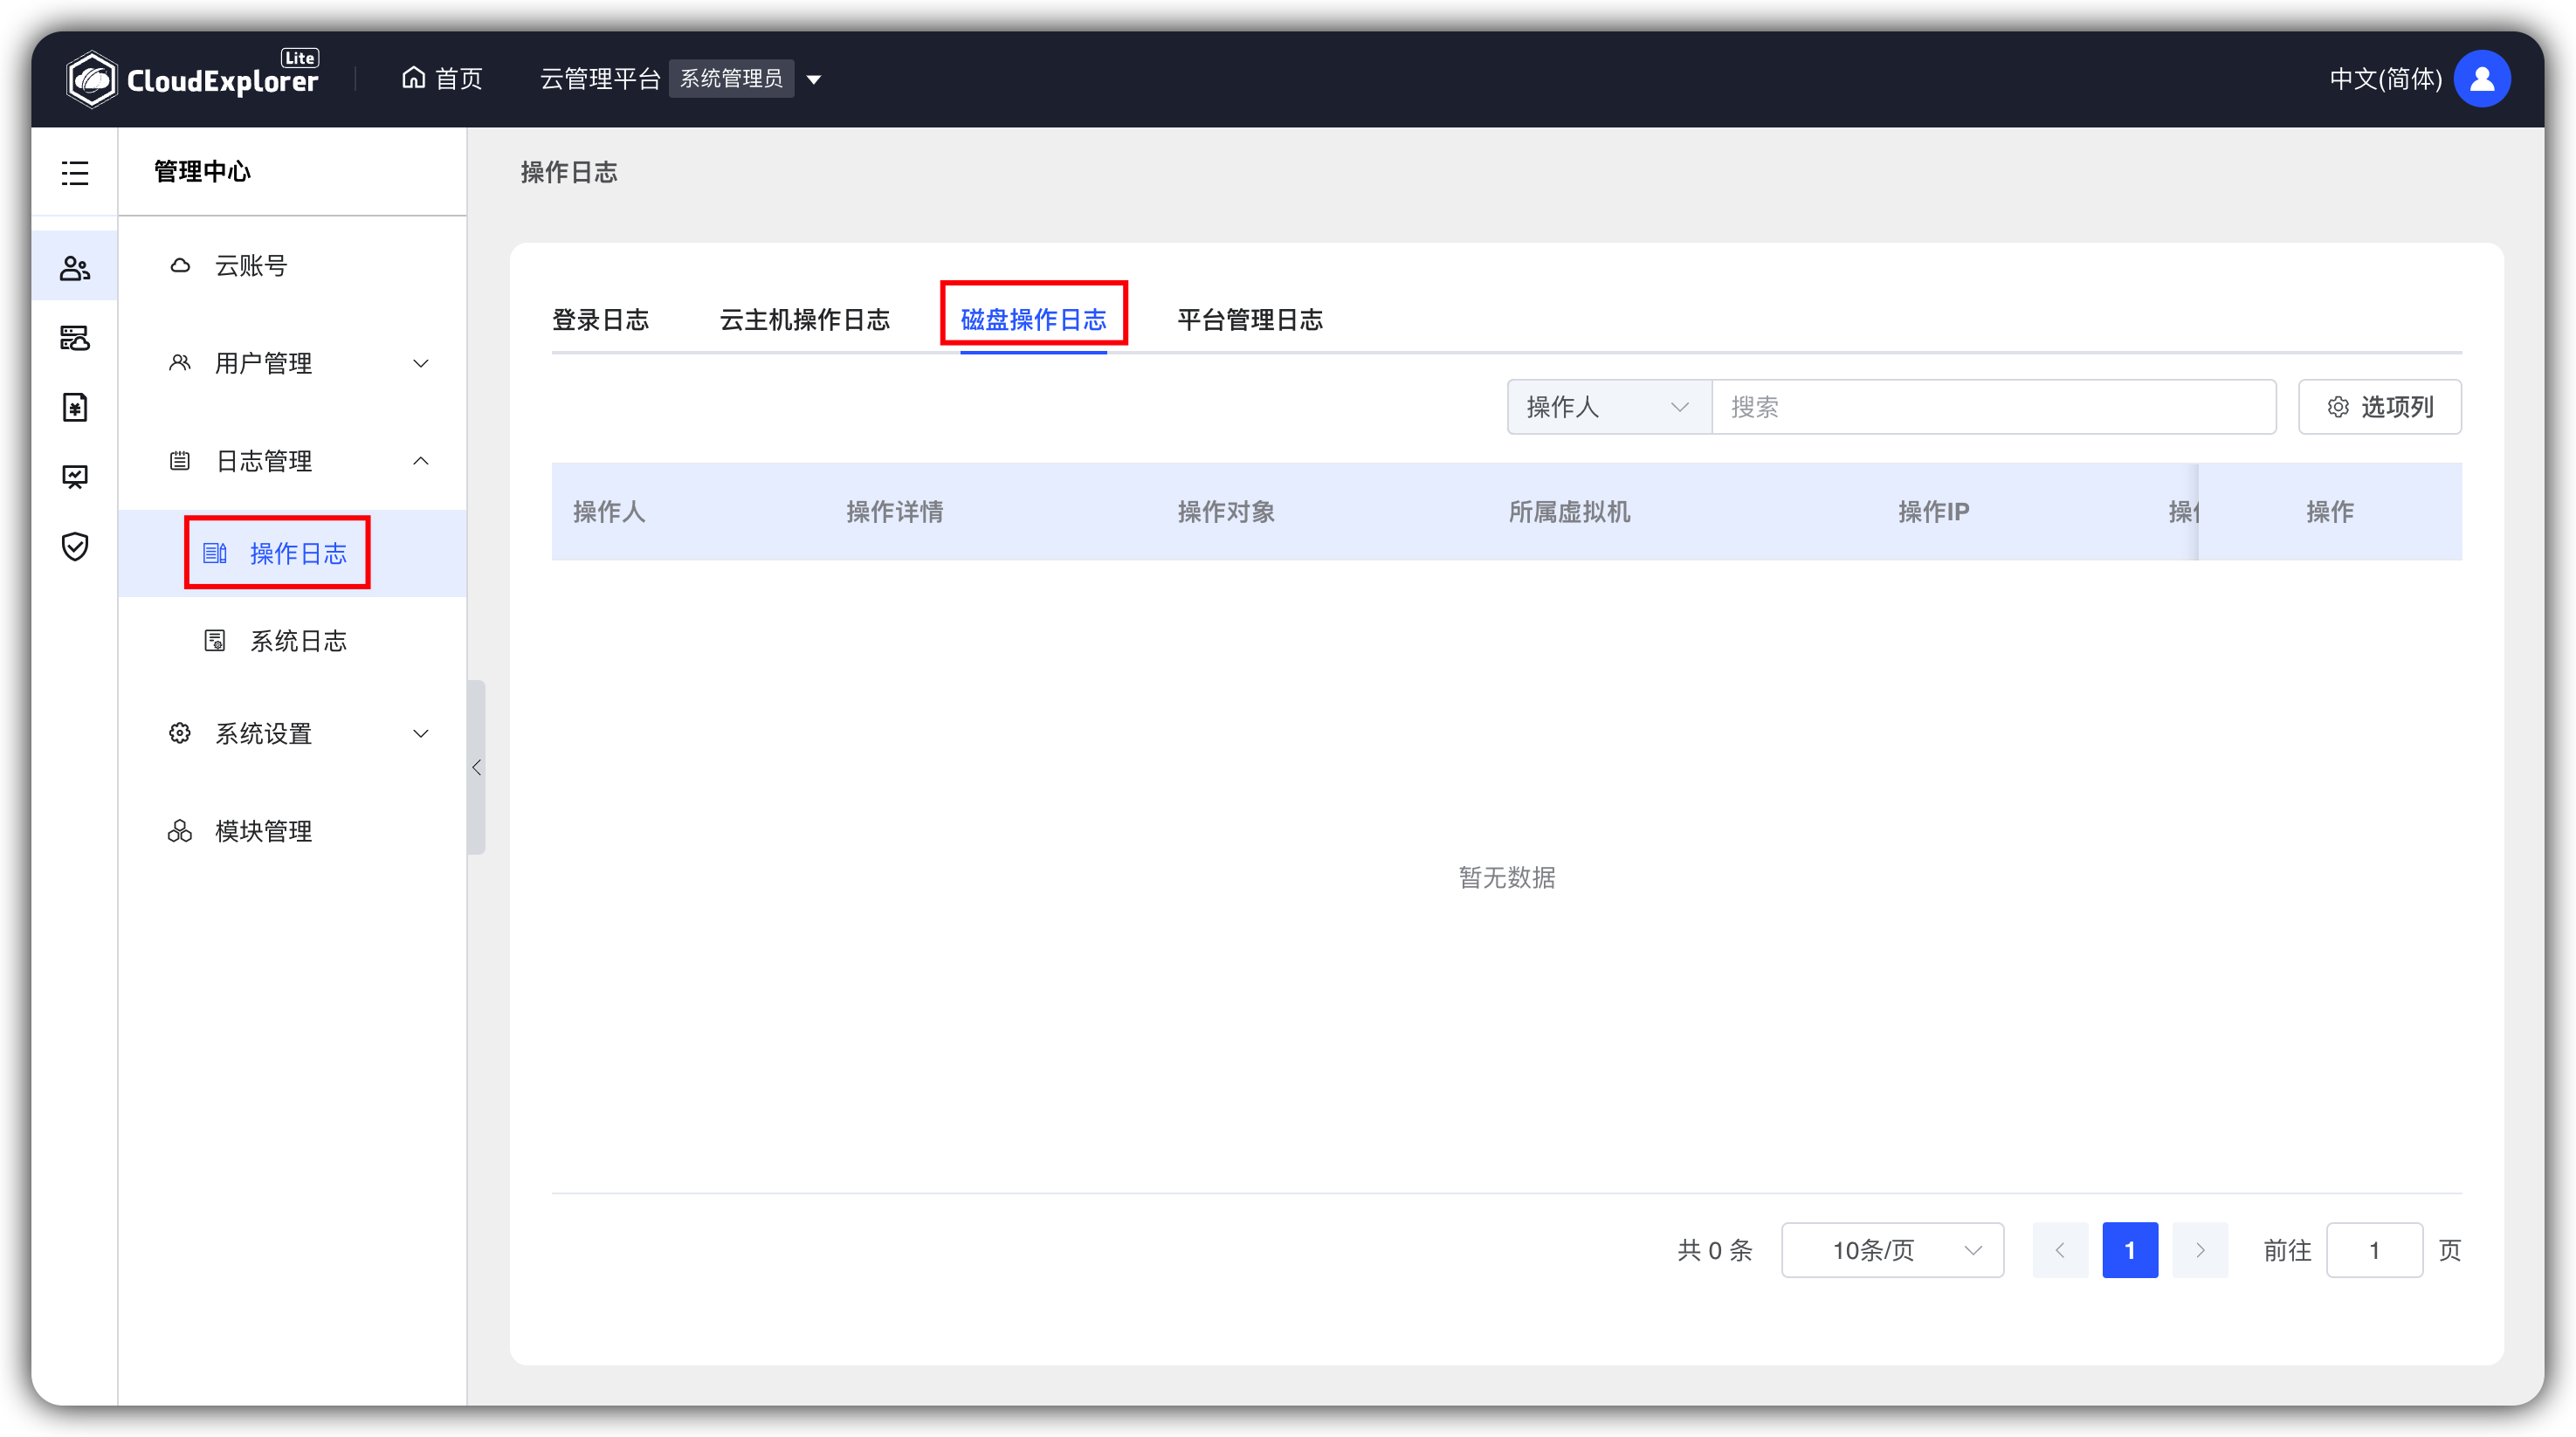 CloudExplorer Lite
首页
云管理平台 系统管理员
中文(简体)
管理中心
云账号
用户管理
日志管理
操作日志
系统日志
系统设置
模块管理
操作日志
登录日志 云主机操作日志 磁盘操作日志 平台管理日志
操作人 搜索 选项列
操作人 操作详情 操作对象 所属虚拟机 操作IP 操 操作
暂无数据
共 0 条 10条/页 1 前往 1 页